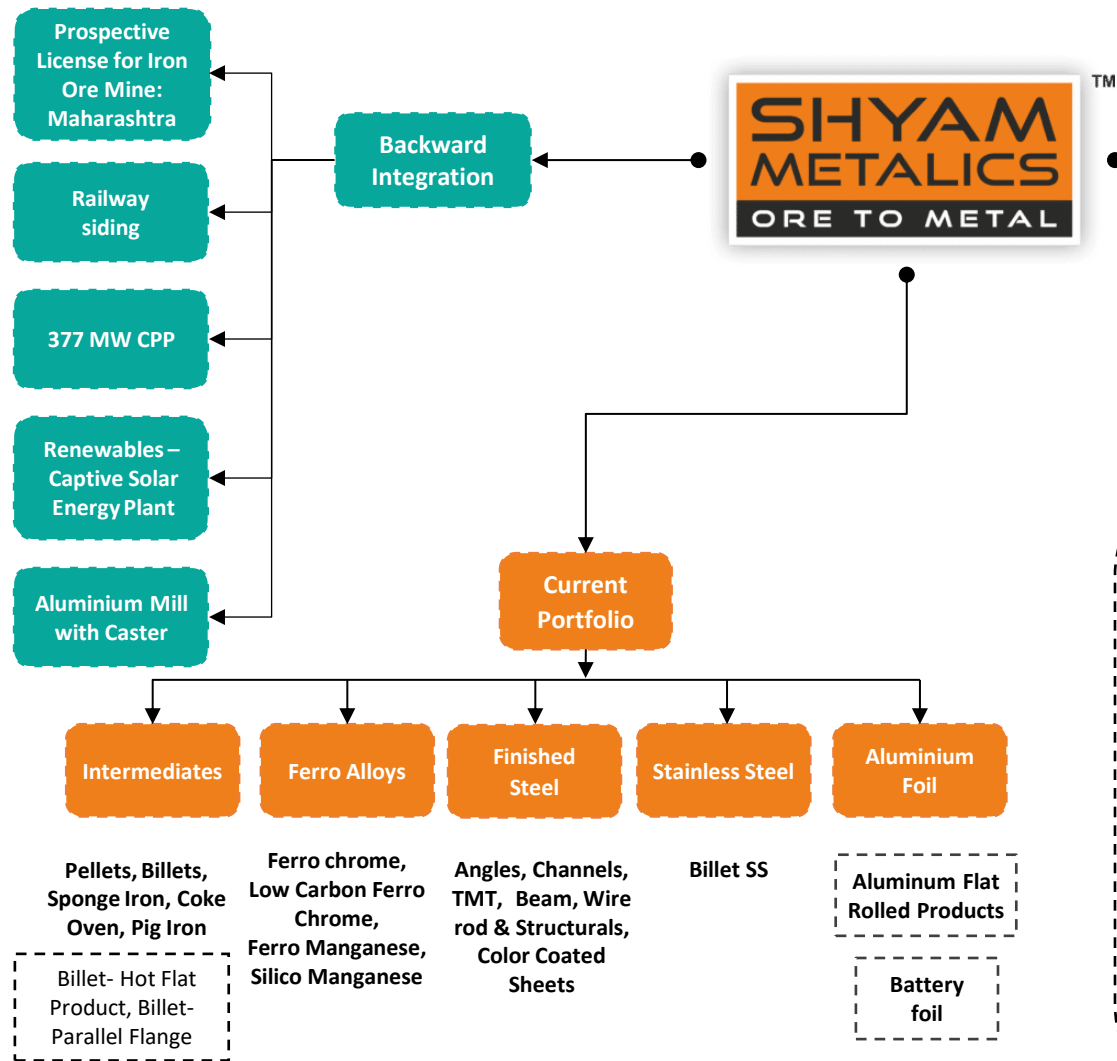 Prospective
License for Iron
Ore Mine:
Maharashtra
Railway
siding
377 MW CPP
Renewables –
Captive Solar
Energy Plant
Aluminium Mill
with Caster
Backward
Integration
SHYAM
METALICS
ORE TO METAL
TM
Current
Portfolio
Intermediates
Ferro Alloys
Finished
Steel
Stainless Steel
Aluminium
Foil
Pellets, Billets,
Sponge Iron, Coke
Oven, Pig Iron
Billet- Hot Flat
Product, Billet-
Parallel Flange
Ferro chrome,
Low Carbon Ferro
Chrome,
Ferro Manganese,
Silico Manganese
Angles, Channels,
TMT, Beam, Wire
rod & Structurals,
Color Coated
Sheets
Billet SS
Aluminum Flat
Rolled Products
Battery
foil